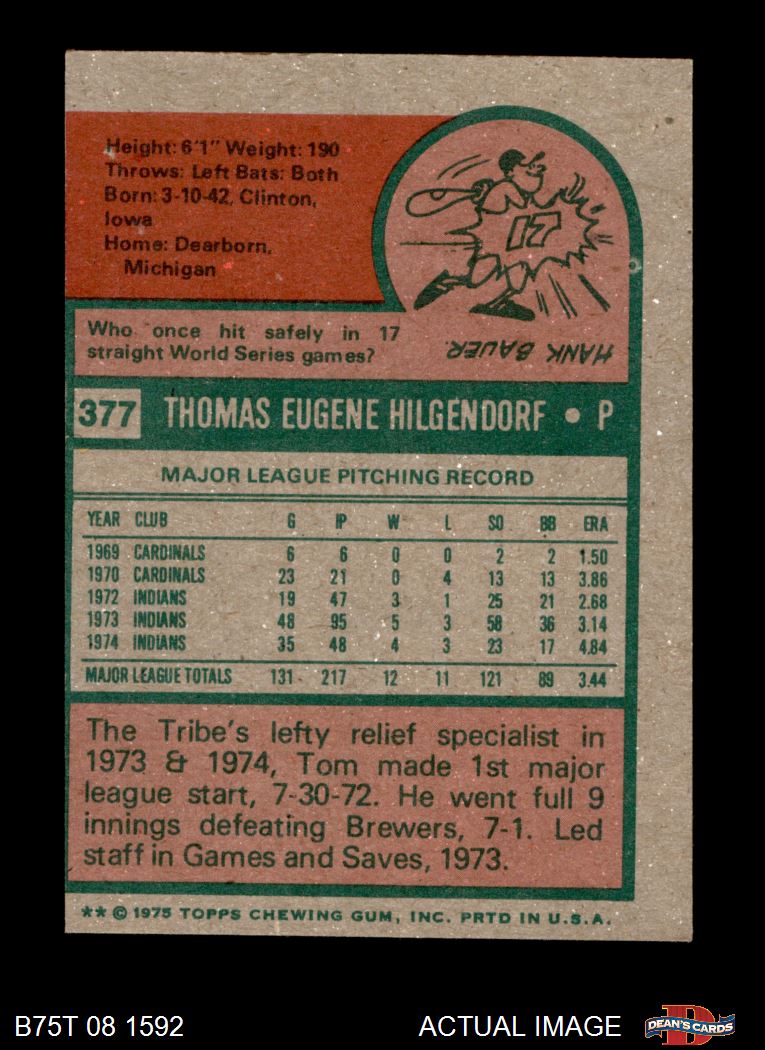 Height: 6'1" Weight: 190
Throws: Left Bats: Both
Born: 3-10-42, Clinton,
Iowa
Home: Dearborn,
Michigan
17
Who once hit safely in 17
straight World Series games?
HANK BAUER.
377 THOMAS EUGENE HILGENDORF • P
MAJOR LEAGUE PITCHING RECORD
YEAR CLUB G IP W L SO BB ERA
1969 CARDINALS 6 6 0 0 2 2 1.50
1970 CARDINALS 23 21 0 4 13 13 3.86
1972 INDIANS 19 47 3 1 25 21 2.68
1973 INDIANS 48 95 5 3 58 36 3.14
1974 INDIANS 35 48 4 3 23 17 4.84
MAJOR LEAGUE TOTALS 131 217 12 11 121 89 3.44
The Tribe's lefty relief specialist in
1973 & 1974, Tom made 1st major
league start, 7-30-72. He went full 9
innings defeating Brewers, 7-1. Led
staff in Games and Saves, 1973.
** © 1975 TOPPS CHEWING GUM, INC. PRTD IN U.S.A.
B75T 08 1592
ACTUAL IMAGE
D
DEAN'S CARDS